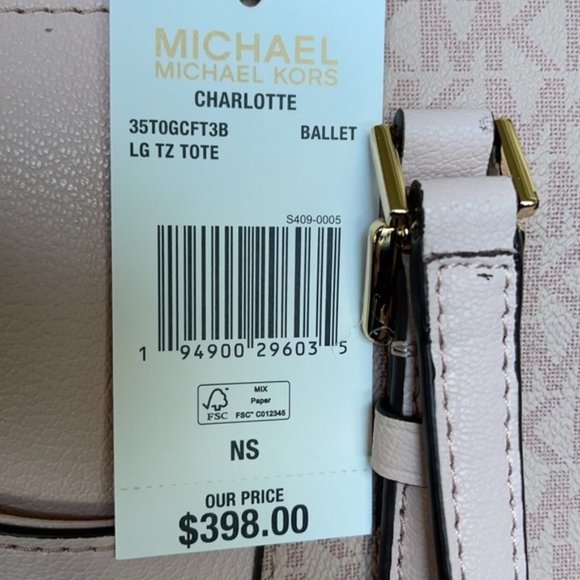 MICHAEL
MICHAEL KORS
CHARLOTTE
35T0GCFT3B BALLET
LG TZ TOTE
S409-0005
1 94900 29603 5
FSC
MIX
Paper
FSC™ C012345
NS
OUR PRICE
$398.00